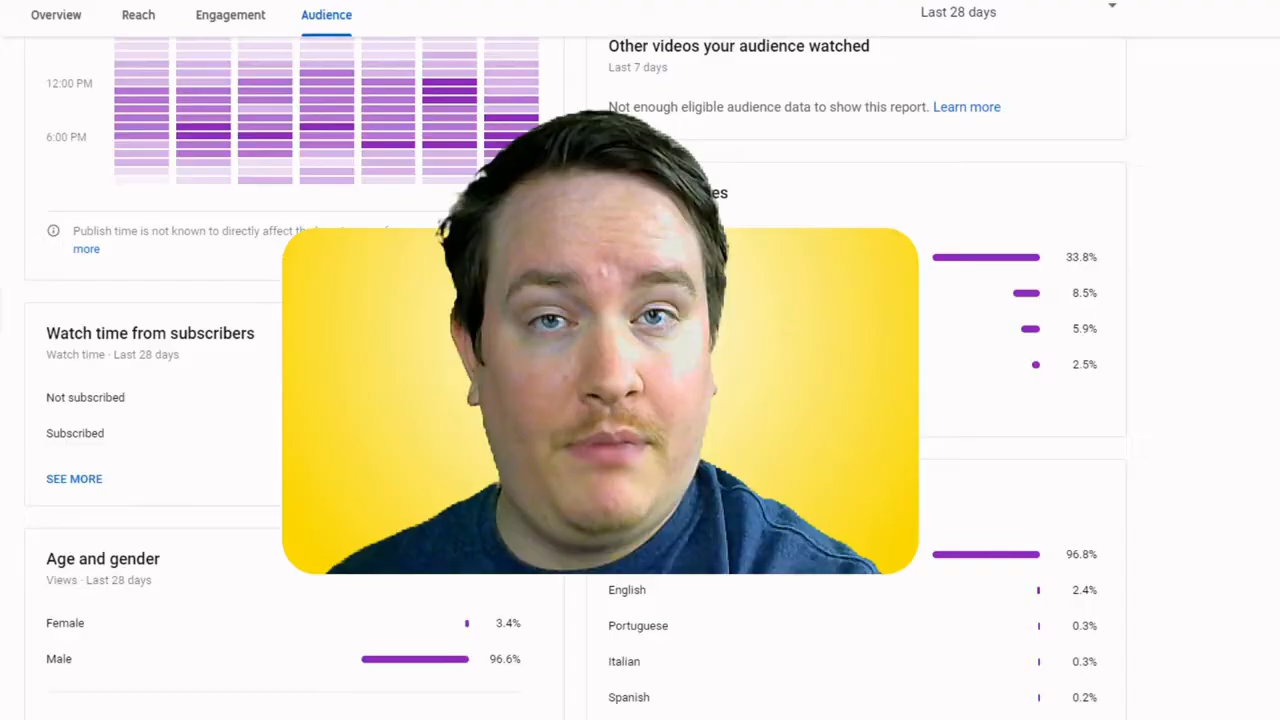 Overview
Reach
Engagement
Audience
Last 28 days
12:00 PM
6:00 PM
Publish time is not known to directly affect
more
Watch time from subscribers
Watch time · Last 28 days
Not subscribed
Subscribed
SEE MORE
Age and gender
Views · Last 28 days
Female 3.4%
Male 96.6%
Other videos your audience watched
Last 7 days
Not enough eligible audience data to show this report. Learn more
33.8%
8.5%
5.9%
2.5%
96.8%
English 2.4%
Portuguese 0.3%
Italian 0.3%
Spanish 0.2%